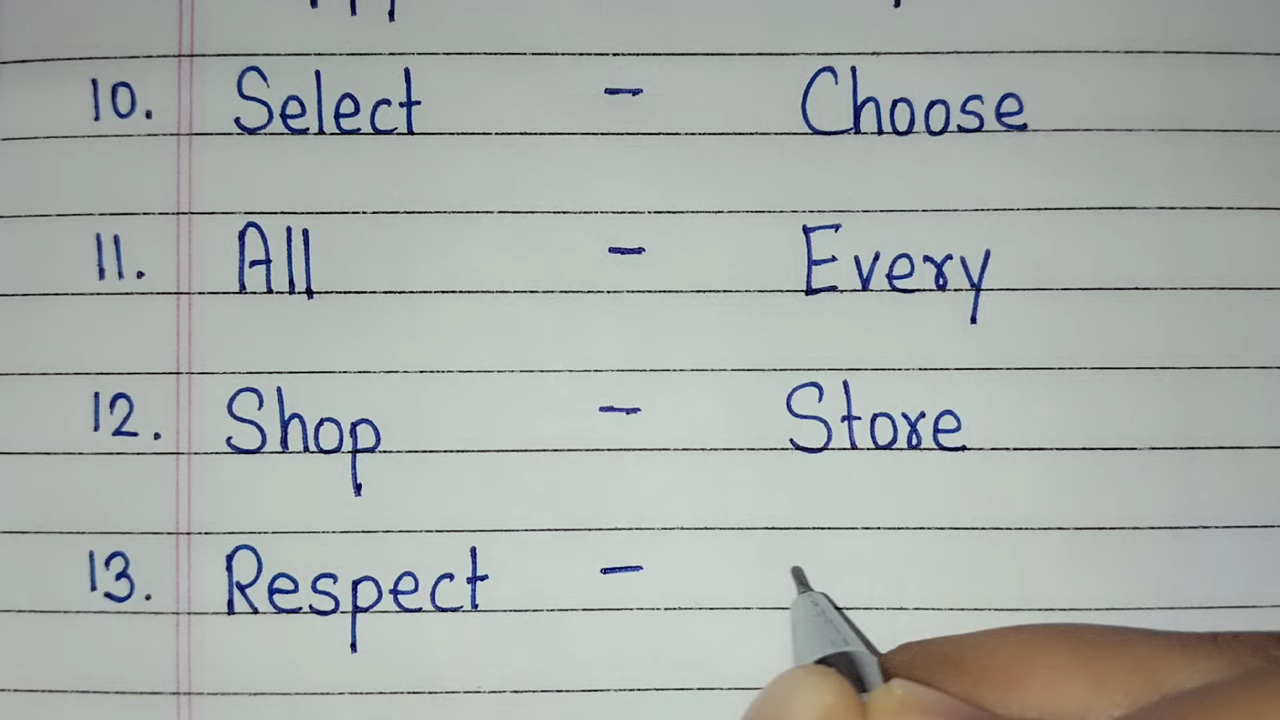 10. Select - Choose
11. All - Every
12. Shop - Store
13. Respect -